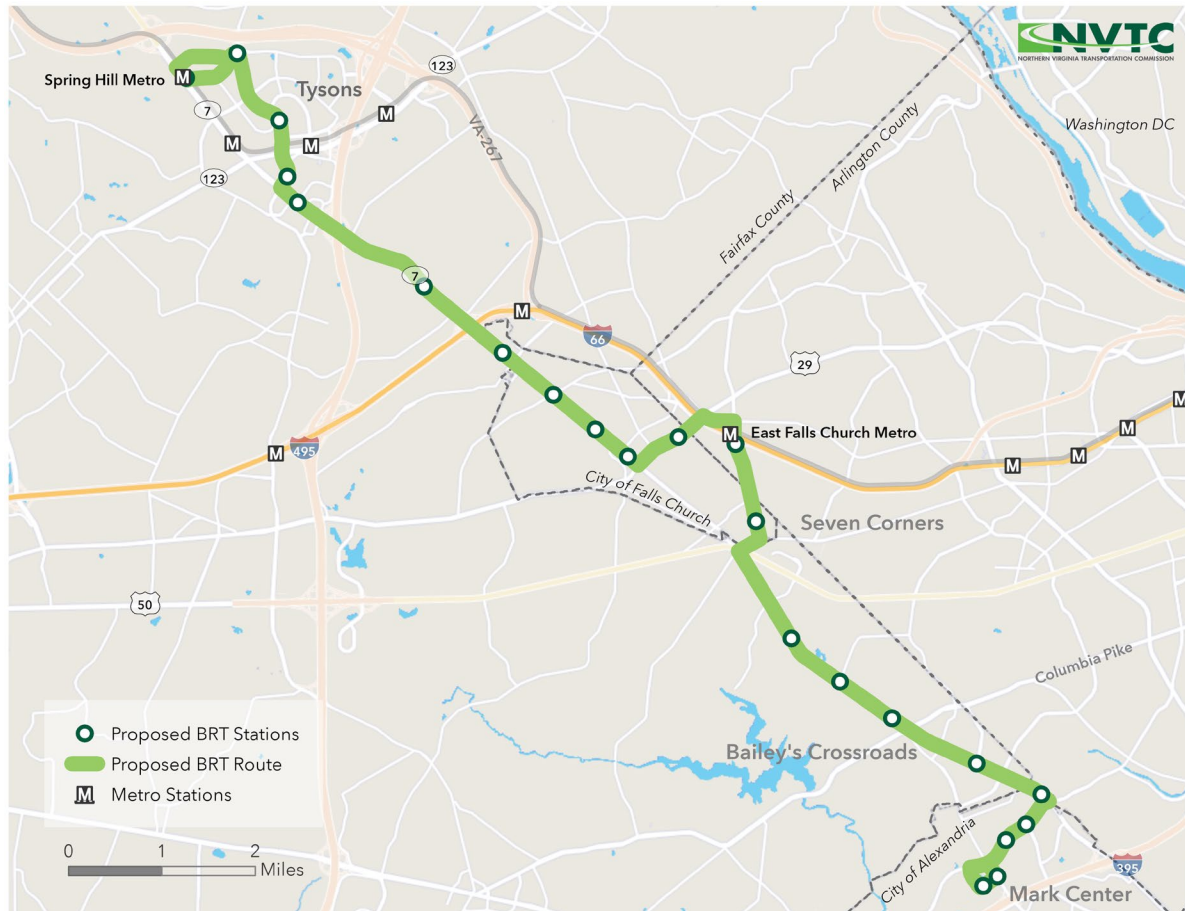 NVTC
NORTHERN VIRGINIA TRANSPORTATION COMMISSION
Spring Hill Metro
M
Tysons
123
7
M
M
M
VA-267
Washington DC
Arlington County
Fairfax County
123
7
M
66
29
M
East Falls Church Metro
M
M
M
M
M
495
City of Falls Church
Seven Corners
50
Columbia Pike
Bailey's Crossroads
City of Alexandria
395
Mark Center
Proposed BRT Stations
Proposed BRT Route
M Metro Stations
0 1 2
Miles